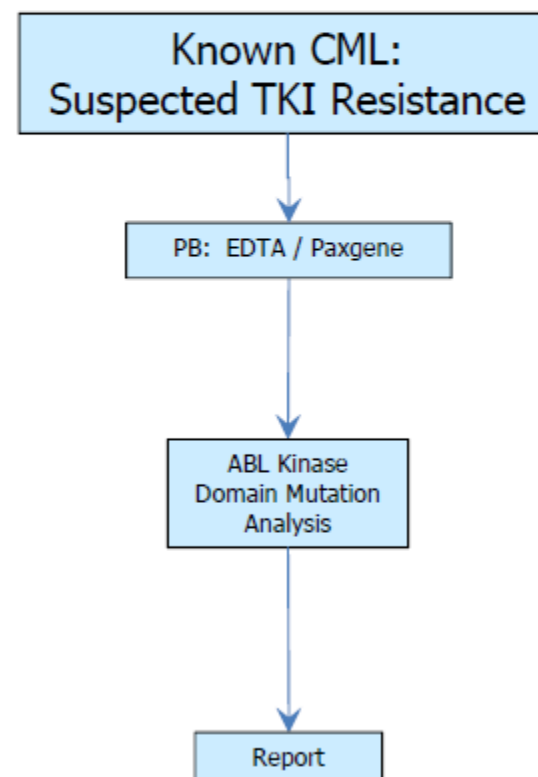 Known CML:
Suspected TKI Resistance
PB: EDTA / Paxgene
ABL Kinase
Domain Mutation
Analysis
Report